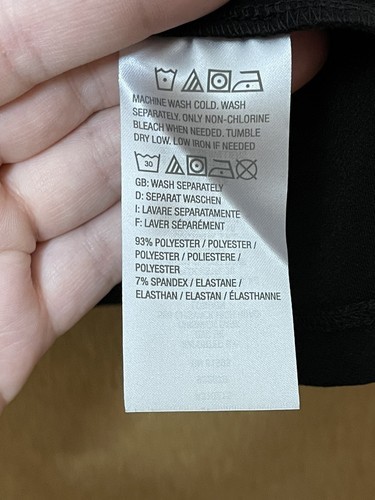 MACHINE WASH COLD. WASH
SEPARATELY. ONLY NON-CHLORINE
BLEACH WHEN NEEDED. TUMBLE
DRY LOW. LOW IRON IF NEEDED
30
GB: WASH SEPARATELY
D: SEPARAT WASCHEN
I: LAVARE SEPARATAMENTE
F: LAVER SÉPARÉMENT
93% POLYESTER / POLYESTER /
POLYESTER / POLIESTERE /
POLYESTER
7% SPANDEX / ELASTANE /
ELASTHAN / ELASTAN / ÉLASTHANNE